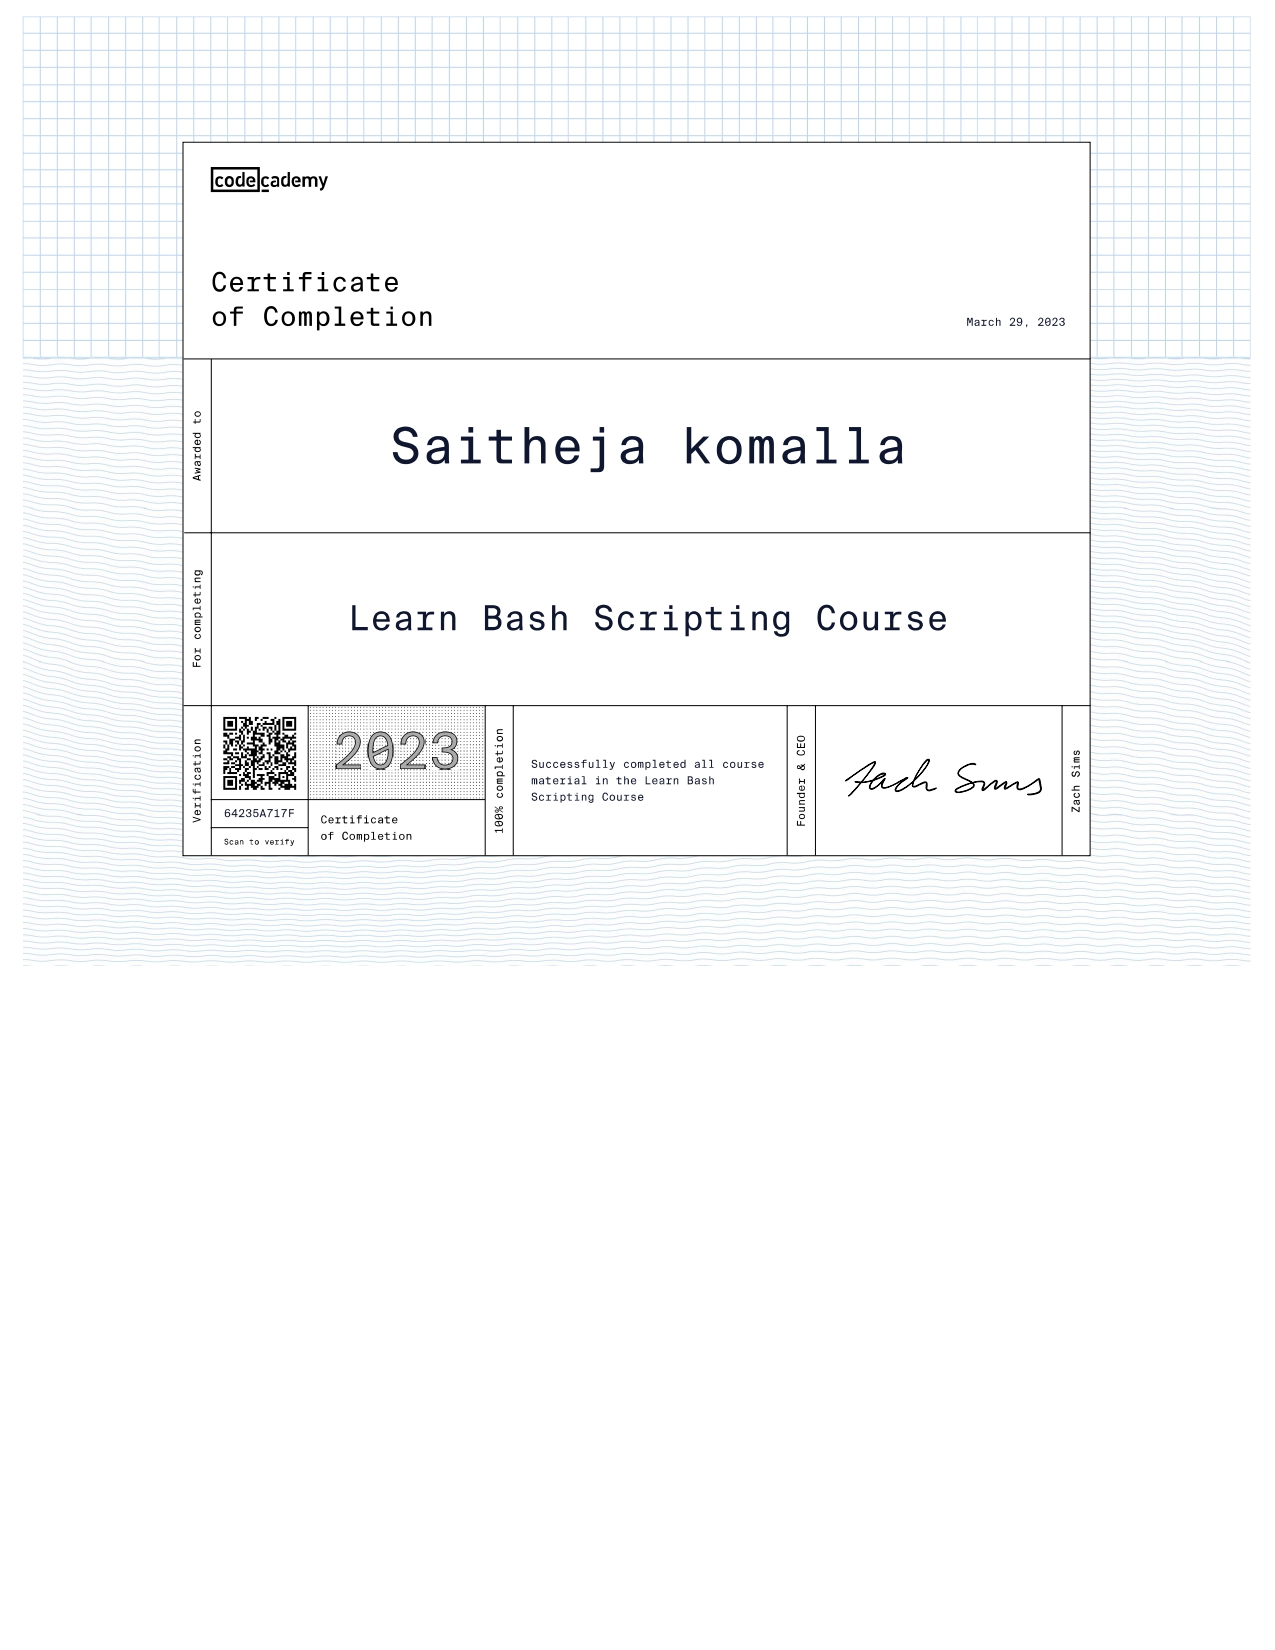 codecademy
Certificate
of Completion
March 29, 2023
Awarded to
Saitheja komalla
For completing
Learn Bash Scripting Course
Verification
64235A717F
Scan to verify
2023
Certificate
of Completion
100% completion
Successfully completed all course
material in the Learn Bash
Scripting Course
Founder & CEO
Zach Sims
Zach Sims